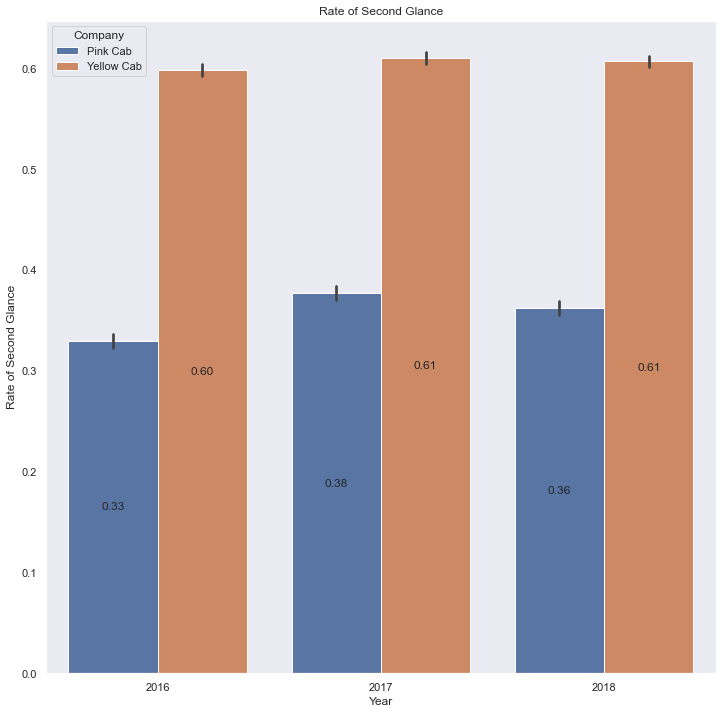 Rate of Second Glance
Company
Pink Cab
Yellow Cab
Rate of Second Glance
0.6
0.5
0.4
0.3
0.2
0.1
0.0
0.33
0.60
0.38
0.61
0.36
0.61
2016
2017
2018
Year